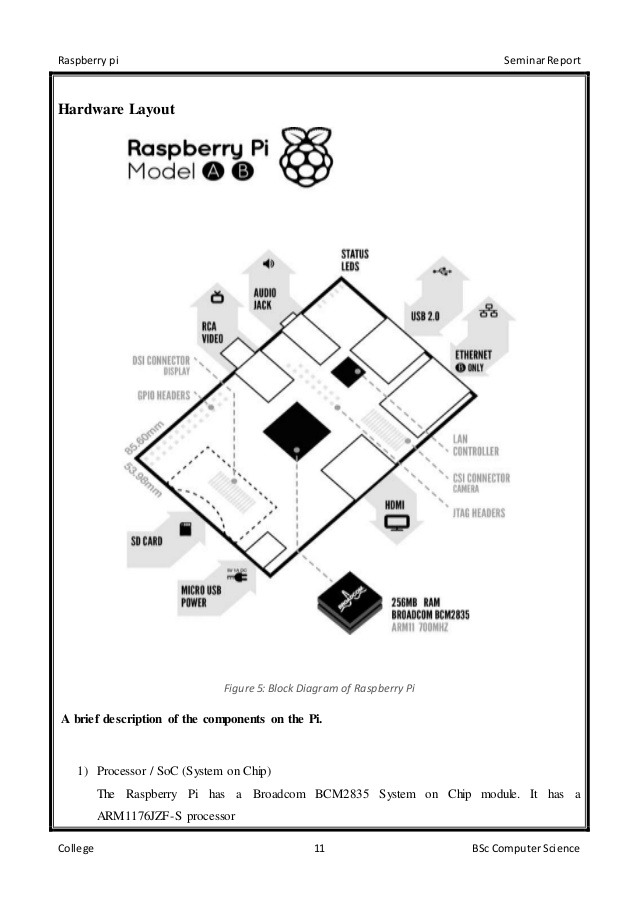 Raspberry pi Seminar Report
Hardware Layout
Raspberry Pi
Model A B
STATUS
LEDS
AUDIO
JACK
USB 2.0
RCA
VIDEO
ETHERNET
B ONLY
DSI CONNECTOR
DISPLAY
GPIO HEADERS
85.60mm
53.98mm
LAN
CONTROLLER
CSI CONNECTOR
CAMERA
JTAG HEADERS
HDMI
SD CARD
5V 1A DC
MICRO USB
POWER
BROADCOM
256MB RAM
BROADCOM BCM2835
ARM11 700MHZ
Figure 5: Block Diagram of Raspberry Pi
A brief description of the components on the Pi.
1) Processor / SoC (System on Chip)
The Raspberry Pi has a Broadcom BCM2835 System on Chip module. It has a
ARM1176JZF-S processor
College 11 BSc Computer Science